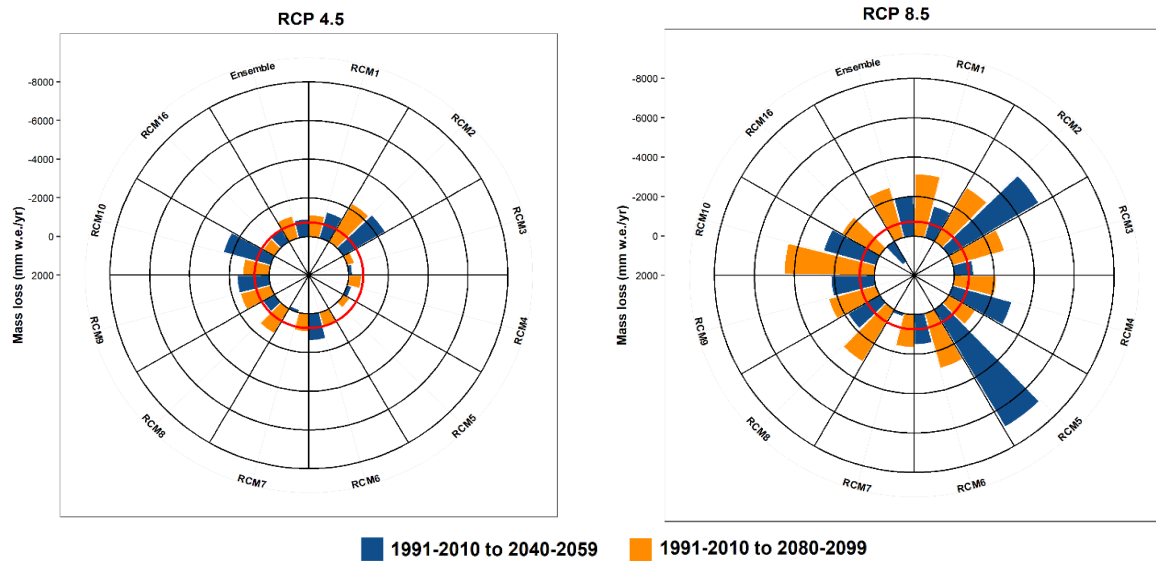 RCP 4.5
Mass loss (mm w.e./yr)
-8000
-6000
-4000
-2000
0
2000
Ensemble
RCM1
RCM2
RCM3
RCM4
RCM5
RCM6
RCM7
RCM8
RCM9
RCM10
RCM16
RCP 8.5
Mass loss (mm w.e./yr)
-8000
-6000
-4000
-2000
0
2000
Ensemble
RCM1
RCM2
RCM3
RCM4
RCM5
RCM6
RCM7
RCM8
RCM9
RCM10
RCM16
1991-2010 to 2040-2059
1991-2010 to 2080-2099